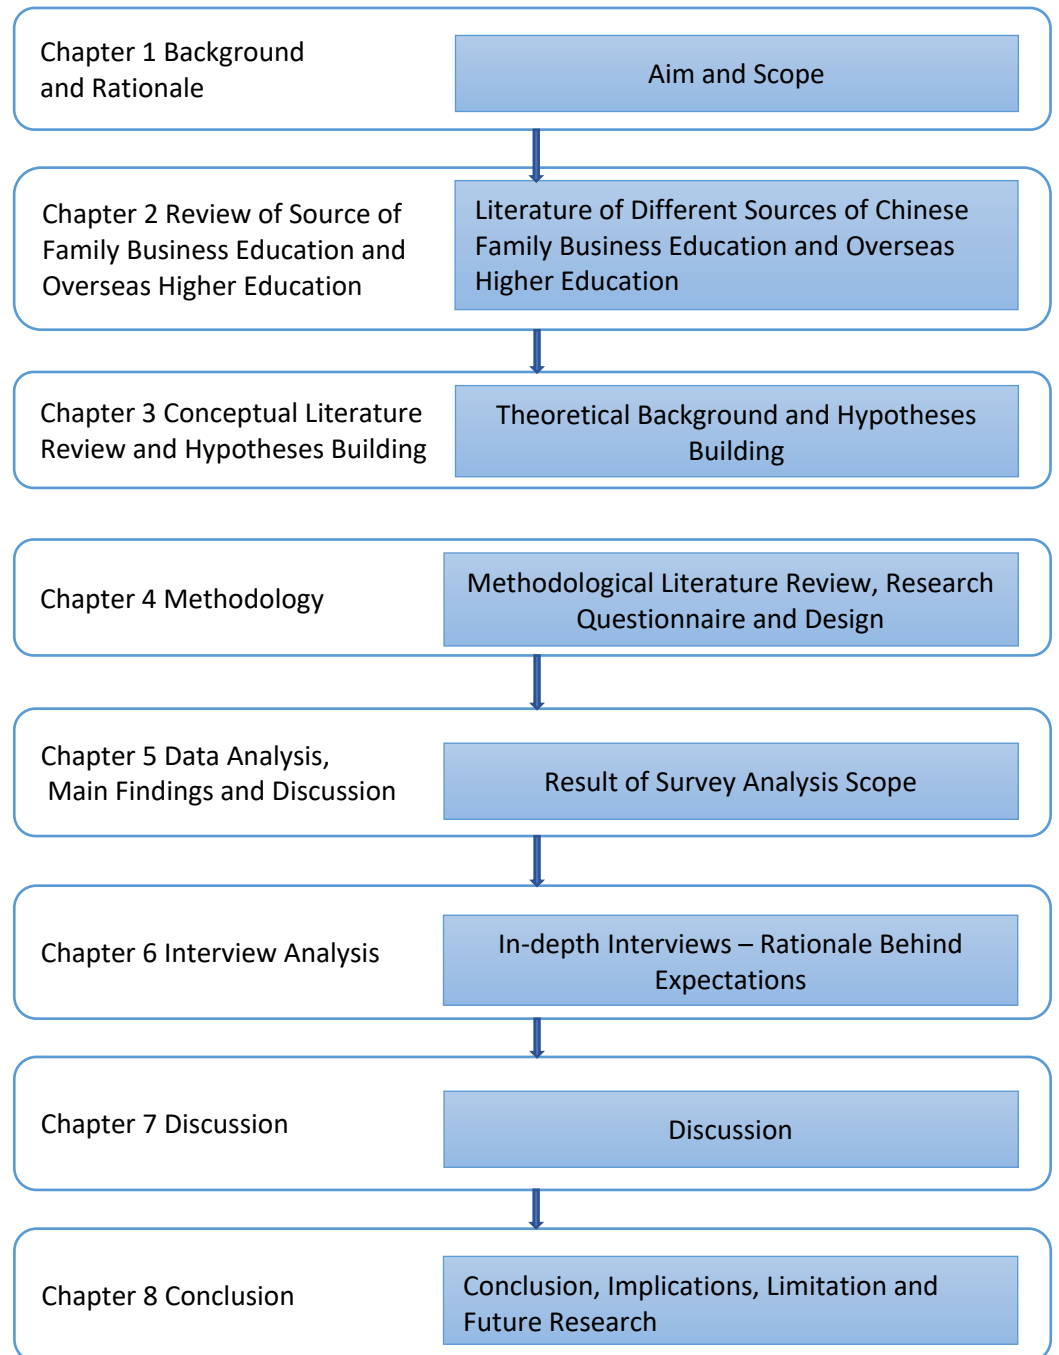 Chapter 1 Background
and Rationale
Aim and Scope
Chapter 2 Review of Source of
Family Business Education and
Overseas Higher Education
Literature of Different Sources of Chinese
Family Business Education and Overseas
Higher Education
Chapter 3 Conceptual Literature
Review and Hypotheses Building
Theoretical Background and Hypotheses
Building
Chapter 4 Methodology
Methodological Literature Review, Research
Questionnaire and Design
Chapter 5 Data Analysis,
Main Findings and Discussion
Result of Survey Analysis Scope
Chapter 6 Interview Analysis
In-depth Interviews – Rationale Behind
Expectations
Chapter 7 Discussion
Discussion
Chapter 8 Conclusion
Conclusion, Implications, Limitation and
Future Research